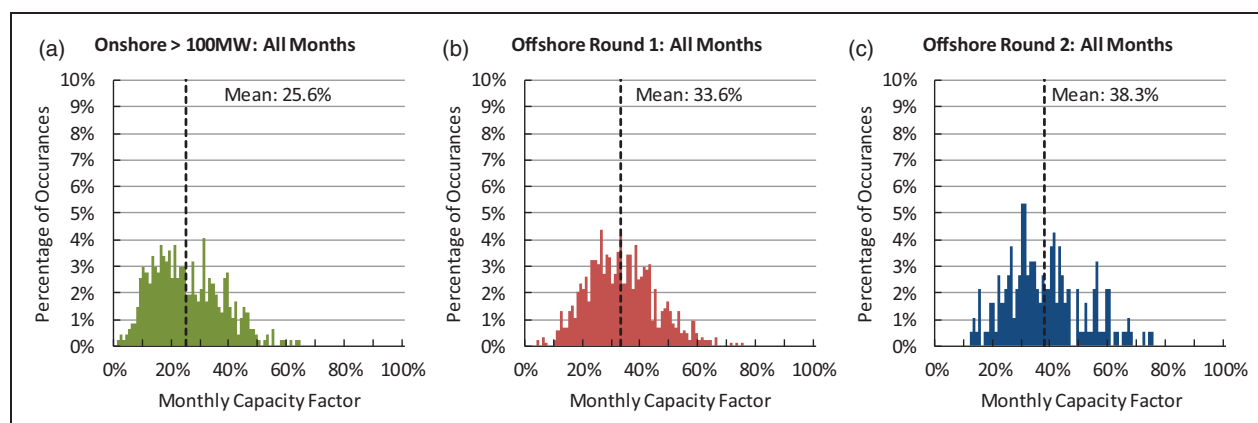 (a) Onshore > 100MW: All Months
10%
9%
8%
7%
6%
5%
4%
3%
2%
1%
0%
Percentage of Occurances
Mean: 25.6%
0% 20% 40% 60% 80% 100%
Monthly Capacity Factor
(b) Offshore Round 1: All Months
10%
9%
8%
7%
6%
5%
4%
3%
2%
1%
0%
Percentage of Occurances
Mean: 33.6%
0% 20% 40% 60% 80% 100%
Monthly Capacity Factor
(c) Offshore Round 2: All Months
10%
9%
8%
7%
6%
5%
4%
3%
2%
1%
0%
Percentage of Occurances
Mean: 38.3%
0% 20% 40% 60% 80% 100%
Monthly Capacity Factor